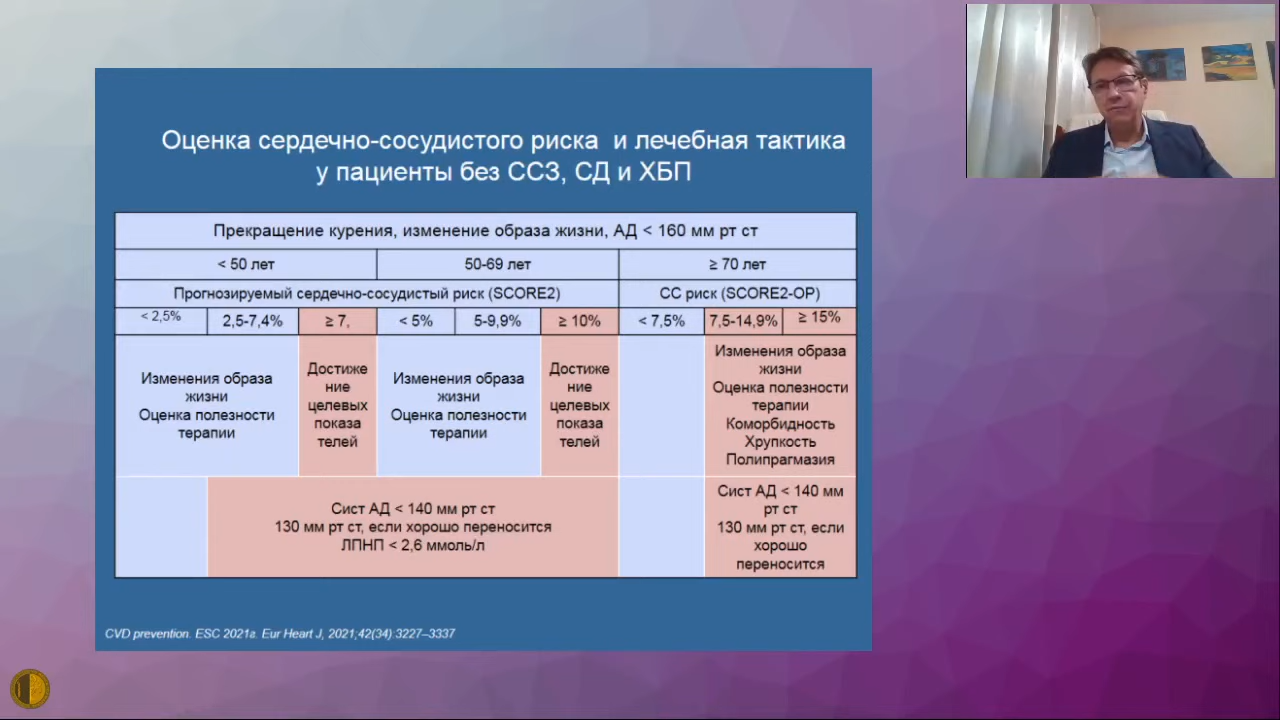 Оценка сердечно-сосудистого риска и лечебная тактика
у пациенты без ССЗ, СД и ХБП
Прекращение курения, изменение образа жизни, АД < 160 мм рт ст
< 50 лет
50-69 лет
≥ 70 лет
Прогнозируемый сердечно-сосудистый риск (SCORE2)
СС риск (SCORE2-OP)
< 2,5%
2,5-7,4%
≥ 7,
< 5%
5-9,9%
≥ 10%
< 7,5%
7,5-14,9%
≥ 15%
Изменения образа
жизни
Оценка полезности
терапии
Достиже
ние
целевых
показа
телей
Изменения образа
жизни
Оценка полезности
терапии
Достиже
ние
целевых
показа
телей
Изменения образа
жизни
Оценка полезности
терапии
Коморбидность
Хрупкость
Полипрагмазия
Сист АД < 140 мм рт ст
130 мм рт ст, если хорошо переносится
ЛПНП < 2,6 ммоль/л
Сист АД < 140 мм
рт ст
130 мм рт ст, если
хорошо
переносится
CVD prevention. ESC 2021г. Eur Heart J, 2021;42(34):3227–3337